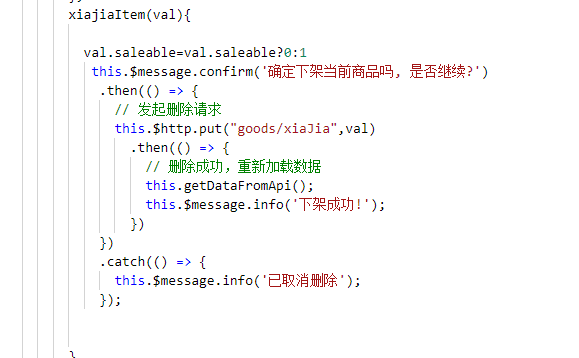 xiajiaItem(val){
val.saleable=val.saleable?0:1
this.$message.confirm('确定下架当前商品吗, 是否继续?')
.then(() => {
// 发起删除请求
this.$http.put("goods/xiaJia",val)
.then(() => {
// 删除成功，重新加载数据
this.getDataFromApi();
this.$message.info('下架成功!');
})
})
.catch(() => {
this.$message.info('已取消删除');
});
}